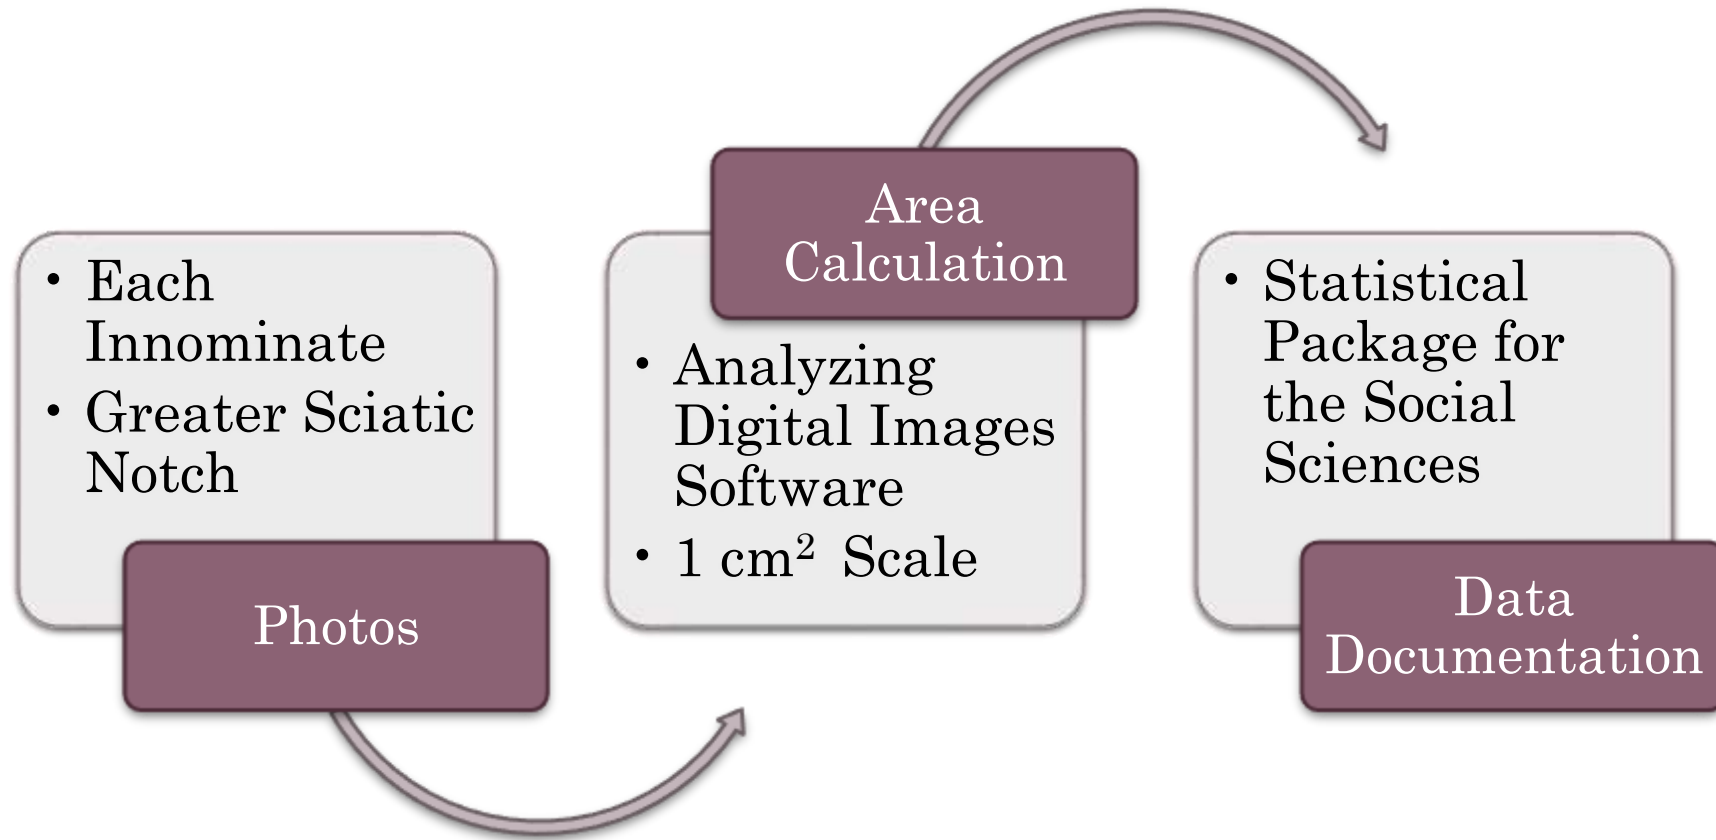 • Each
Innominate
• Greater Sciatic
Notch
Photos
Area
Calculation
• Analyzing
Digital Images
Software
• 1 cm² Scale
• Statistical
Package for
the Social
Sciences
Data
Documentation